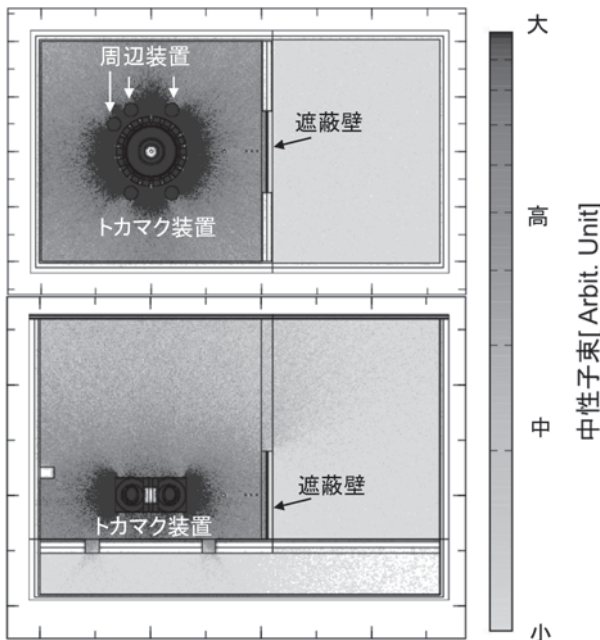 周辺装置
遮蔽壁
トカマク装置
遮蔽壁
トカマク装置
大
高
中
小
中性子束[Arbit. Unit]